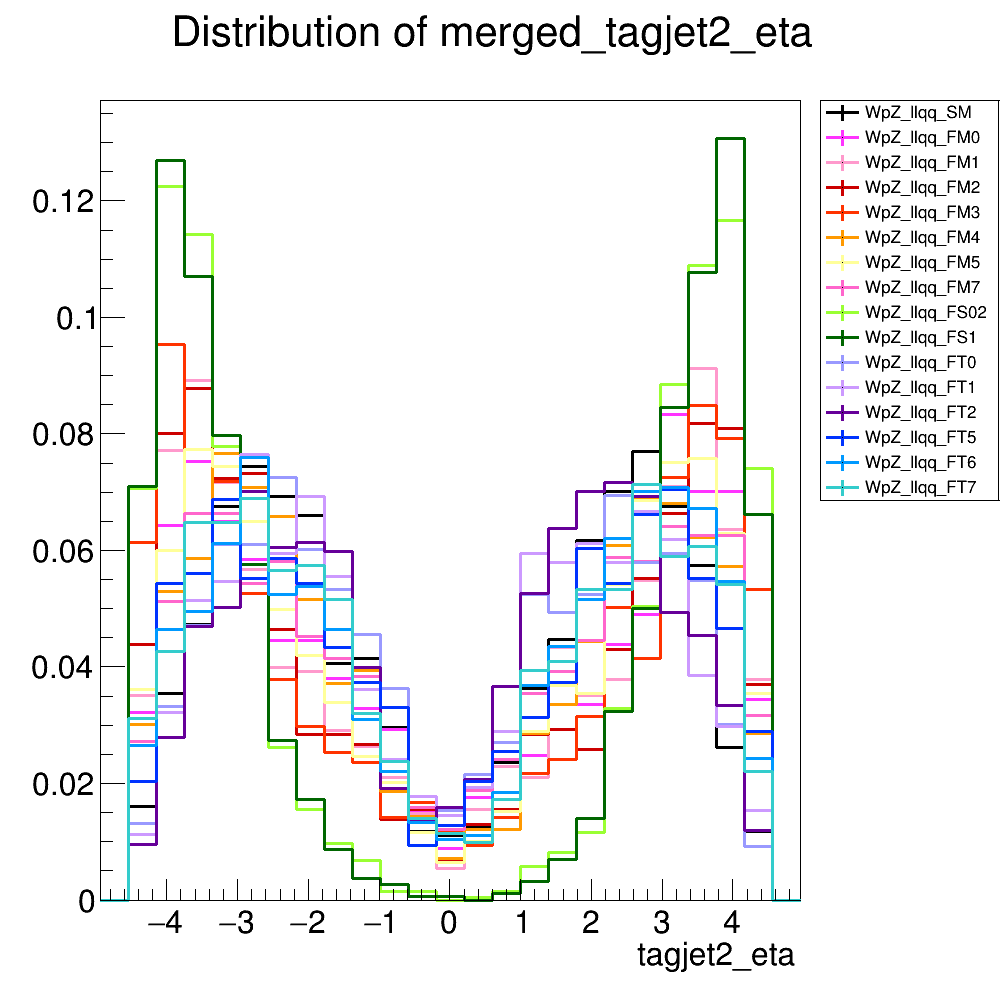 Distribution of merged_tagjet2_eta
WpZ_llqq_SM
WpZ_llqq_FM0
WpZ_llqq_FM1
WpZ_llqq_FM2
WpZ_llqq_FM3
WpZ_llqq_FM4
WpZ_llqq_FM5
WpZ_llqq_FM7
WpZ_llqq_FS02
WpZ_llqq_FS1
WpZ_llqq_FT0
WpZ_llqq_FT1
WpZ_llqq_FT2
WpZ_llqq_FT5
WpZ_llqq_FT6
WpZ_llqq_FT7
0.12
0.1
0.08
0.06
0.04
0.02
0
−4 −3 −2 −1 0 1 2 3 4
tagjet2_eta